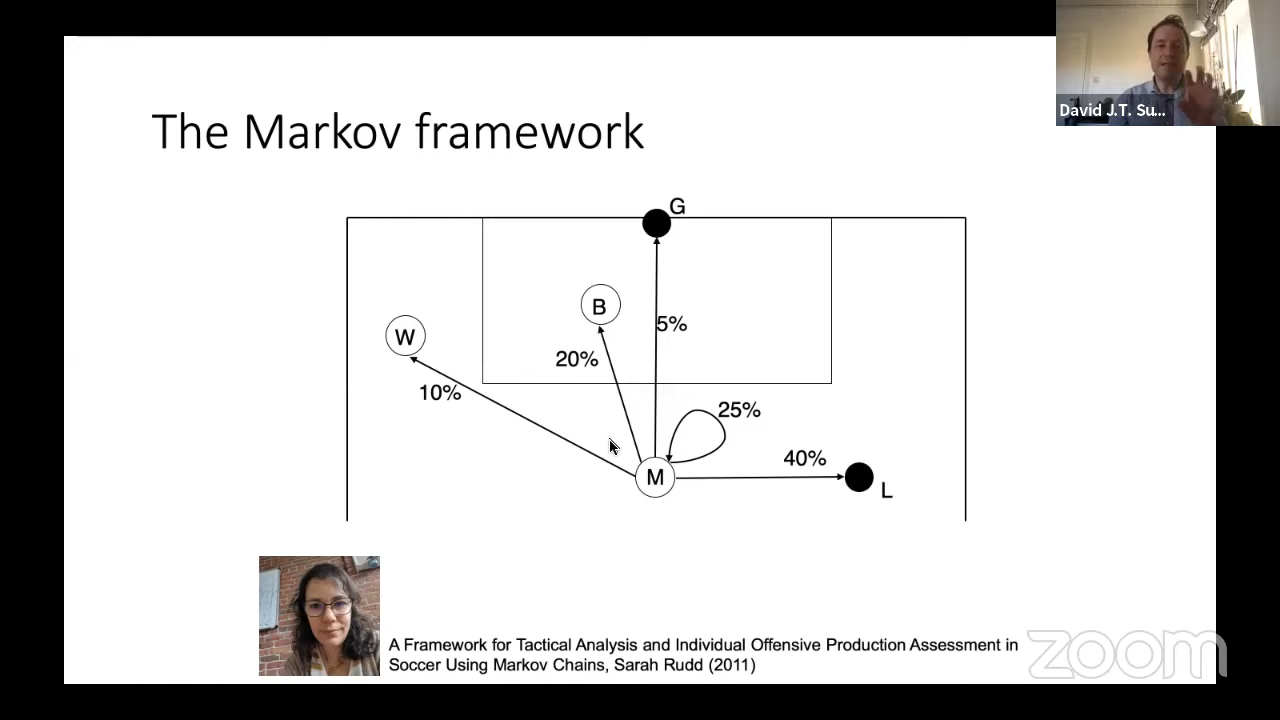 David J.T. Su...
The Markov framework
G
B
W
5%
20%
10%
25%
40%
M
L
A Framework for Tactical Analysis and Individual Offensive Production Assessment in
Soccer Using Markov Chains, Sarah Rudd (2011)
zoom